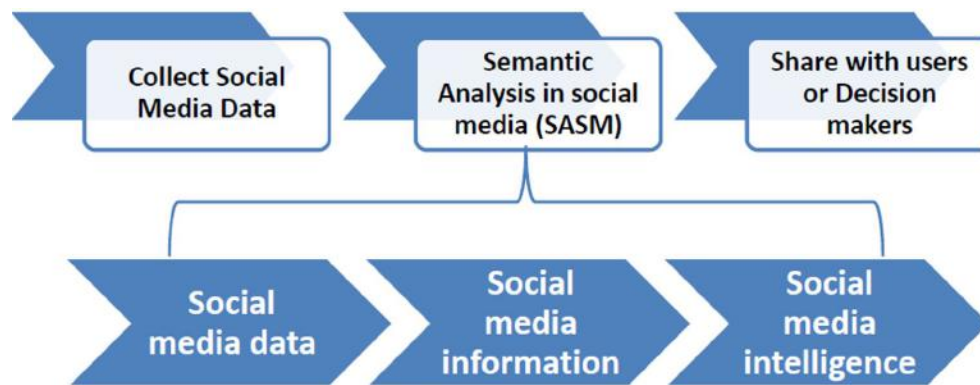 Collect Social
Media Data
Semantic
Analysis in social
media (SASM)
Share with users
or Decision
makers
Social
media data
Social
media
information
Social
media
intelligence